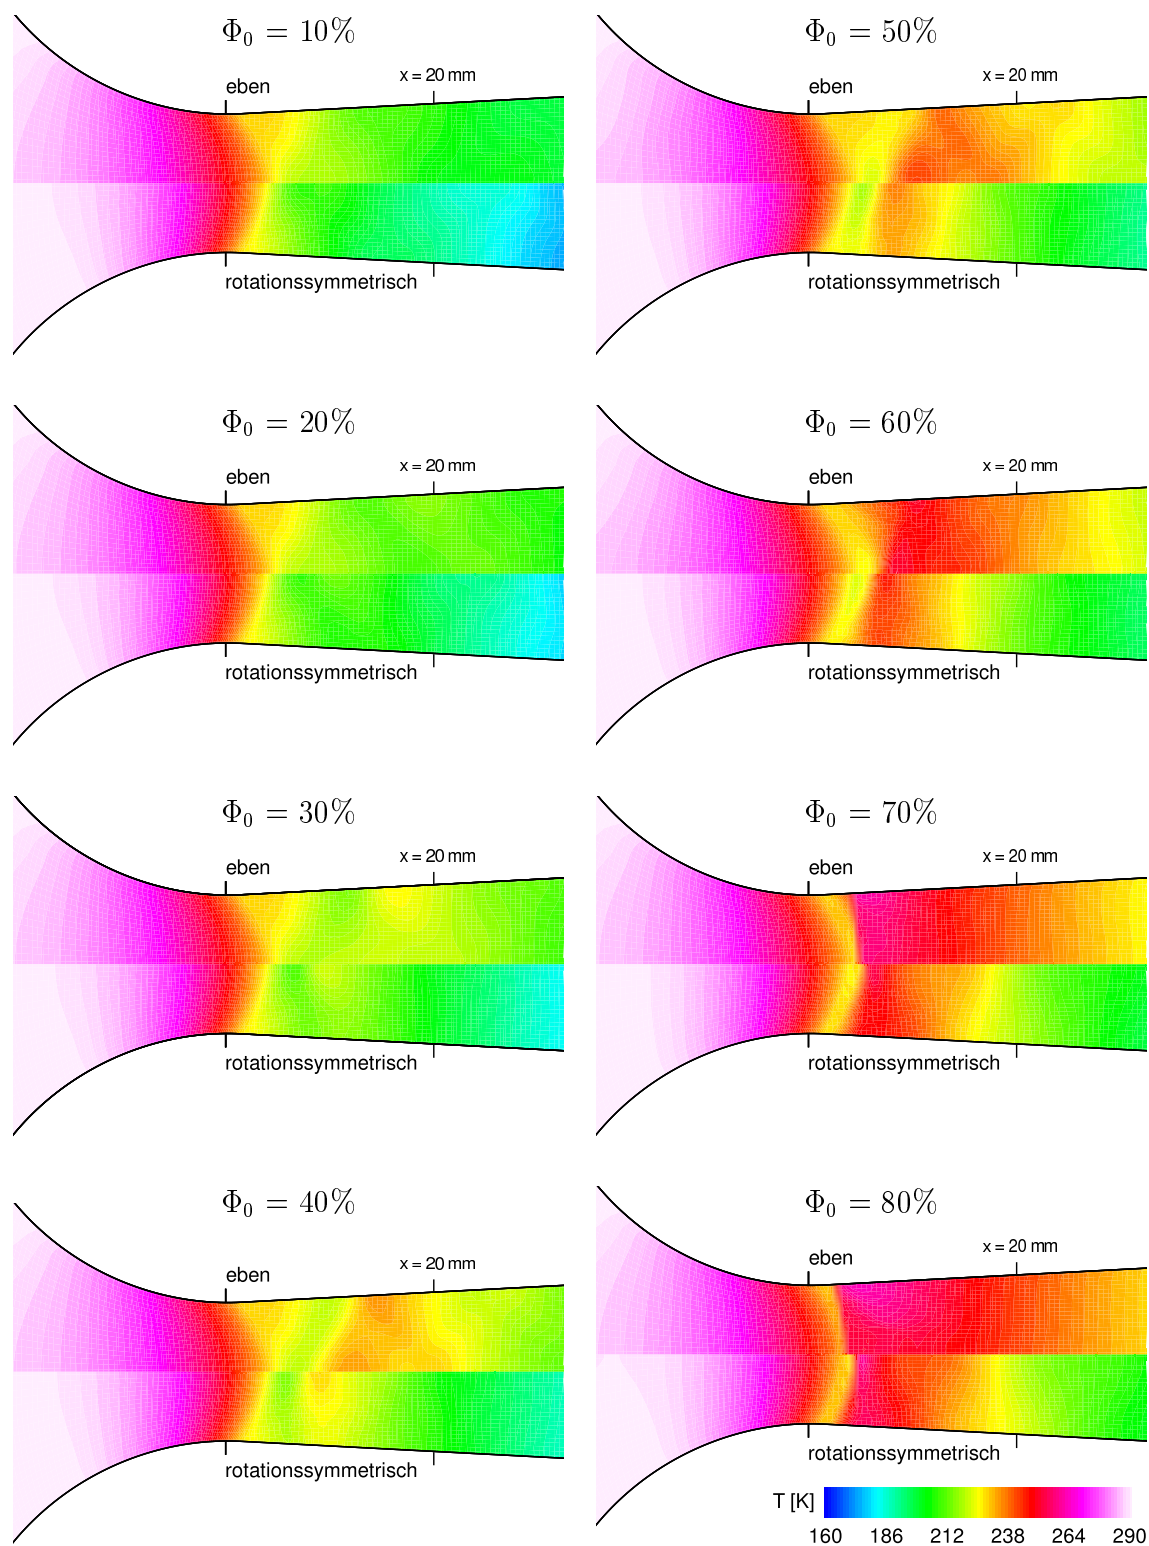 Φ₀ = 10%
eben
x = 20 mm
rotationssymmetrisch
Φ₀ = 50%
eben
x = 20 mm
rotationssymmetrisch
Φ₀ = 20%
eben
x = 20 mm
rotationssymmetrisch
Φ₀ = 60%
eben
x = 20 mm
rotationssymmetrisch
Φ₀ = 30%
eben
x = 20 mm
rotationssymmetrisch
Φ₀ = 70%
eben
x = 20 mm
rotationssymmetrisch
Φ₀ = 40%
eben
x = 20 mm
rotationssymmetrisch
Φ₀ = 80%
eben
x = 20 mm
rotationssymmetrisch
T [K]
160 186 212 238 264 290